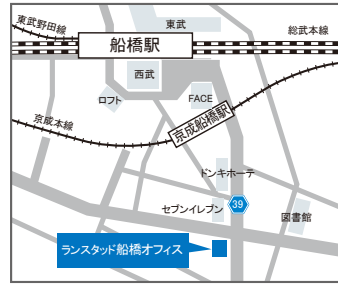 東武野田線
東武
総武本線
船橋駅
西武
ロフト
FACE
京成本線
京成船橋駅
ドンキホーテ
39
セブンイレブン
図書館
ランスタッド船橋オフィス